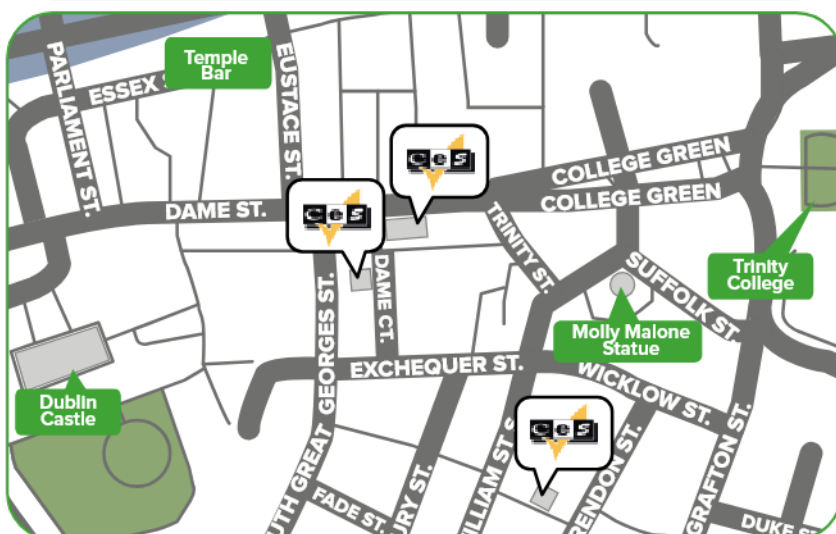 PARLIAMENT ST.
ESSEX
Temple
Bar
EUSTACE ST.
Ces
COLLEGE GREEN
COLLEGE GREEN
DAME ST.
Ces
TRINITY ST.
DAME CT.
SUFFOLK ST.
Trinity
College
Molly Malone
Statue
GEORGES ST.
EXCHEQUER ST.
WICKLOW ST.
Dublin
Castle
Ces
GREAT
FADE ST.
GRAFTON ST.
DUKE